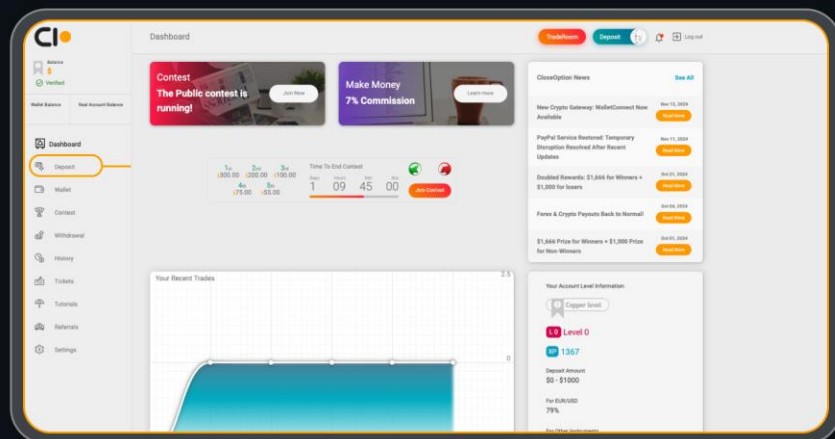 CI
Dashboard
TradeRoom
Deposit
Log out
Balance
$
Verified
Wallet Balance
Real Account Balance
Dashboard
Deposit
Wallet
Contest
Withdrawal
History
Tickets
Tutorials
Referrals
Settings
Contest
The Public contest is
running!
Join Now
Make Money
7% Commission
Learn more
1st 2nd 3rd
$300.00 $200.00 $100.00
4th 5th
$75.00 $50.00
Time To End Contest
Days Hours Min Sec
1 09 45 00
Join Contest
CloseOption News
See All
New Crypto Gateway: WalletConnect Now
Available
Nov 13, 2024
Read More
PayPal Service Restored: Temporary
Disruption Resolved After Recent
Updates
Nov 11, 2024
Read More
Doubled Rewards: $1,666 for Winners +
$1,000 for losers
Oct 21, 2024
Read More
Forex & Crypto Payouts Back to Normal!
Oct 06, 2024
Read More
$1,666 Prize for Winners + $1,000 Prize
for Non-Winners
Oct 01, 2024
Read More
Your Recent Trades
2.5
0
Your Account Level Information:
Copper level
L 0 Level 0
XP 1367
Deposit Amount
$0 - $1000
For EUR/USD
79%
For Other Instruments